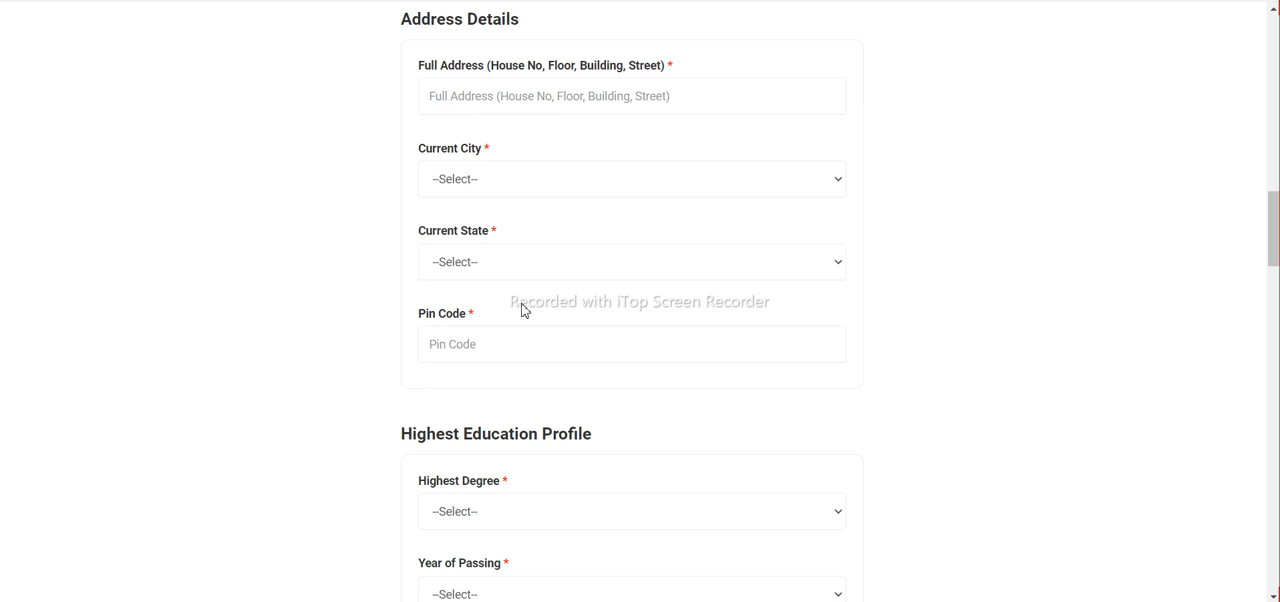 Address Details
Full Address (House No, Floor, Building, Street) *
Full Address (House No, Floor, Building, Street)
Current City *
--Select--
Current State *
--Select--
Recorded with iTop Screen Recorder
Pin Code *
Pin Code
Highest Education Profile
Highest Degree *
--Select--
Year of Passing *
--Select--